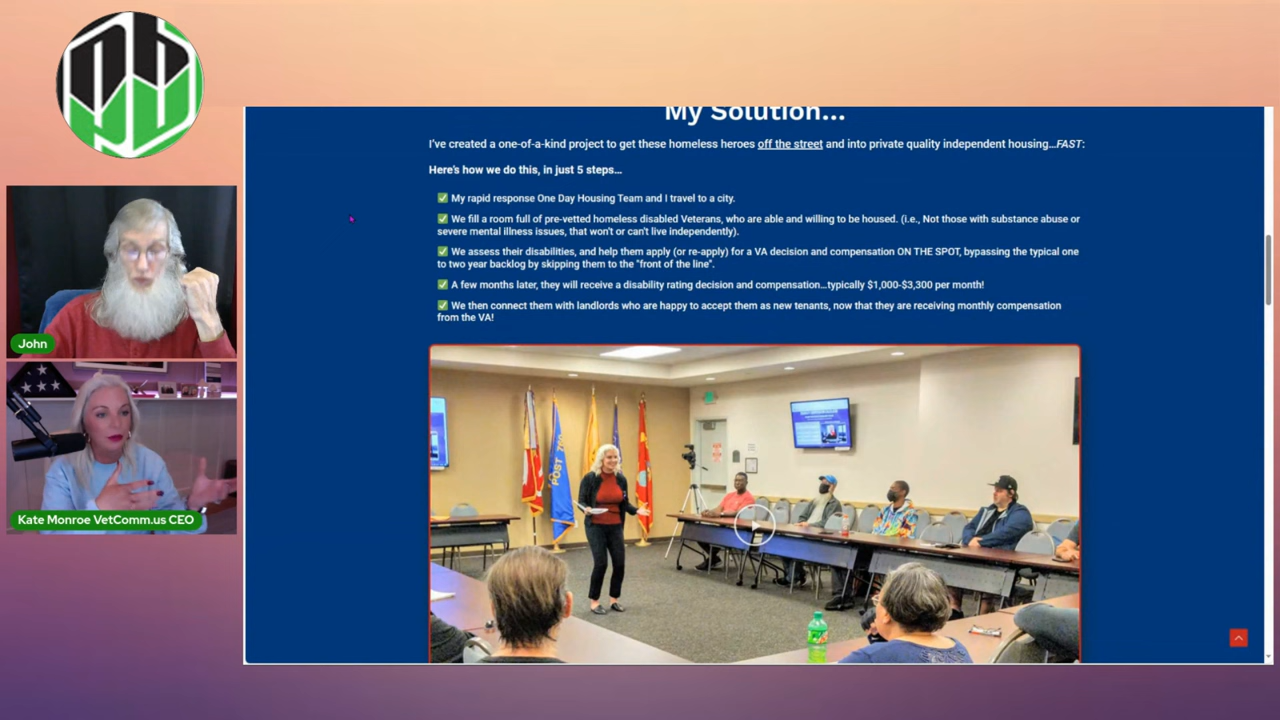 My Solution...
I've created a one-of-a-kind project to get these homeless heroes off the street and into private quality independent housing...FAST:
Here's how we do this, in just 5 steps...
✅ My rapid response One Day Housing Team and I travel to a city.
✅ We fill a room full of pre-vetted homeless disabled Veterans, who are able and willing to be housed. (i.e., Not those with substance abuse or
severe mental illness issues, that won't or can't live independently).
✅ We assess their disabilities, and help them apply (or re-apply) for a VA decision and compensation ON THE SPOT, bypassing the typical one
to two year backlog by skipping them to the "front of the line".
✅ A few months later, they will receive a disability rating decision and compensation...typically $1,000-$3,300 per month!
✅ We then connect them with landlords who are happy to accept them as new tenants, now that they are receiving monthly compensation
from the VA!
John
Kate Monroe VetComm.us CEO
POST